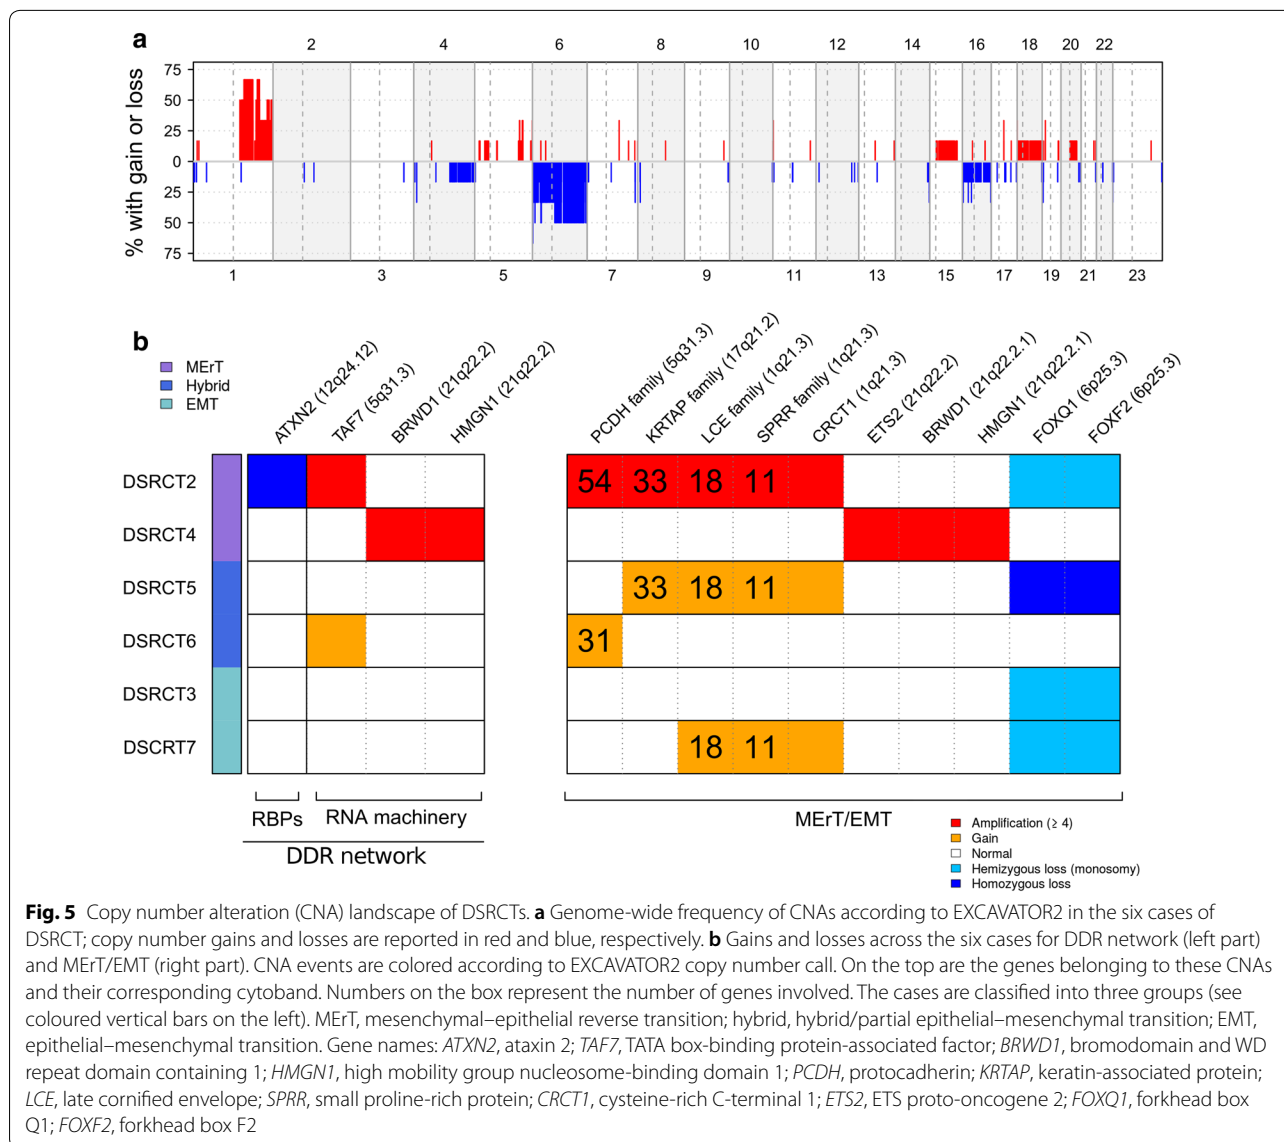 a
2 4 6 8 10 12 14 16 18 20 22
% with gain or loss
75
50
25
0
25
50
75
1 3 5 7 9 11 13 15 17 19 21 23
b
MErT
Hybrid
EMT
ATXN2 (12q24.12)
TAF7 (5q31.3)
BRWD1 (21q22.2)
HMGN1 (21q22.2)
PCDH family (5q31.3)
KRTAP family (17q21.2)
LCE family (1q21.3)
SPRR family (1q21.3)
CRCT1 (1q21.3)
ETS2 (21q22.2)
BRWD1 (21q22.2.1)
HMGN1 (21q22.2.1)
FOXQ1 (6p25.3)
FOXF2 (6p25.3)
DSRCT2 54 33 18 11
DSRCT4
DSRCT5 33 18 11
DSRCT6 31
DSRCT3
DSCRT7 18 11
RBPs RNA machinery
DDR network
MErT/EMT
Amplification (≥ 4)
Gain
Normal
Hemizygous loss (monosomy)
Homozygous loss
Fig. 5 Copy number alteration (CNA) landscape of DSRCTs. a Genome-wide frequency of CNAs according to EXCAVATOR2 in the six cases of
DSRCT; copy number gains and losses are reported in red and blue, respectively. b Gains and losses across the six cases for DDR network (left part)
and MErT/EMT (right part). CNA events are colored according to EXCAVATOR2 copy number call. On the top are the genes belonging to these CNAs
and their corresponding cytoband. Numbers on the box represent the number of genes involved. The cases are classified into three groups (see
coloured vertical bars on the left). MErT, mesenchymal–epithelial reverse transition; hybrid, hybrid/partial epithelial–mesenchymal transition; EMT,
epithelial–mesenchymal transition. Gene names: ATXN2, ataxin 2; TAF7, TATA box-binding protein-associated factor; BRWD1, bromodomain and WD
repeat domain containing 1; HMGN1, high mobility group nucleosome-binding domain 1; PCDH, protocadherin; KRTAP, keratin-associated protein;
LCE, late cornified envelope; SPRR, small proline-rich protein; CRCT1, cysteine-rich C-terminal 1; ETS2, ETS proto-oncogene 2; FOXQ1, forkhead box
Q1; FOXF2, forkhead box F2